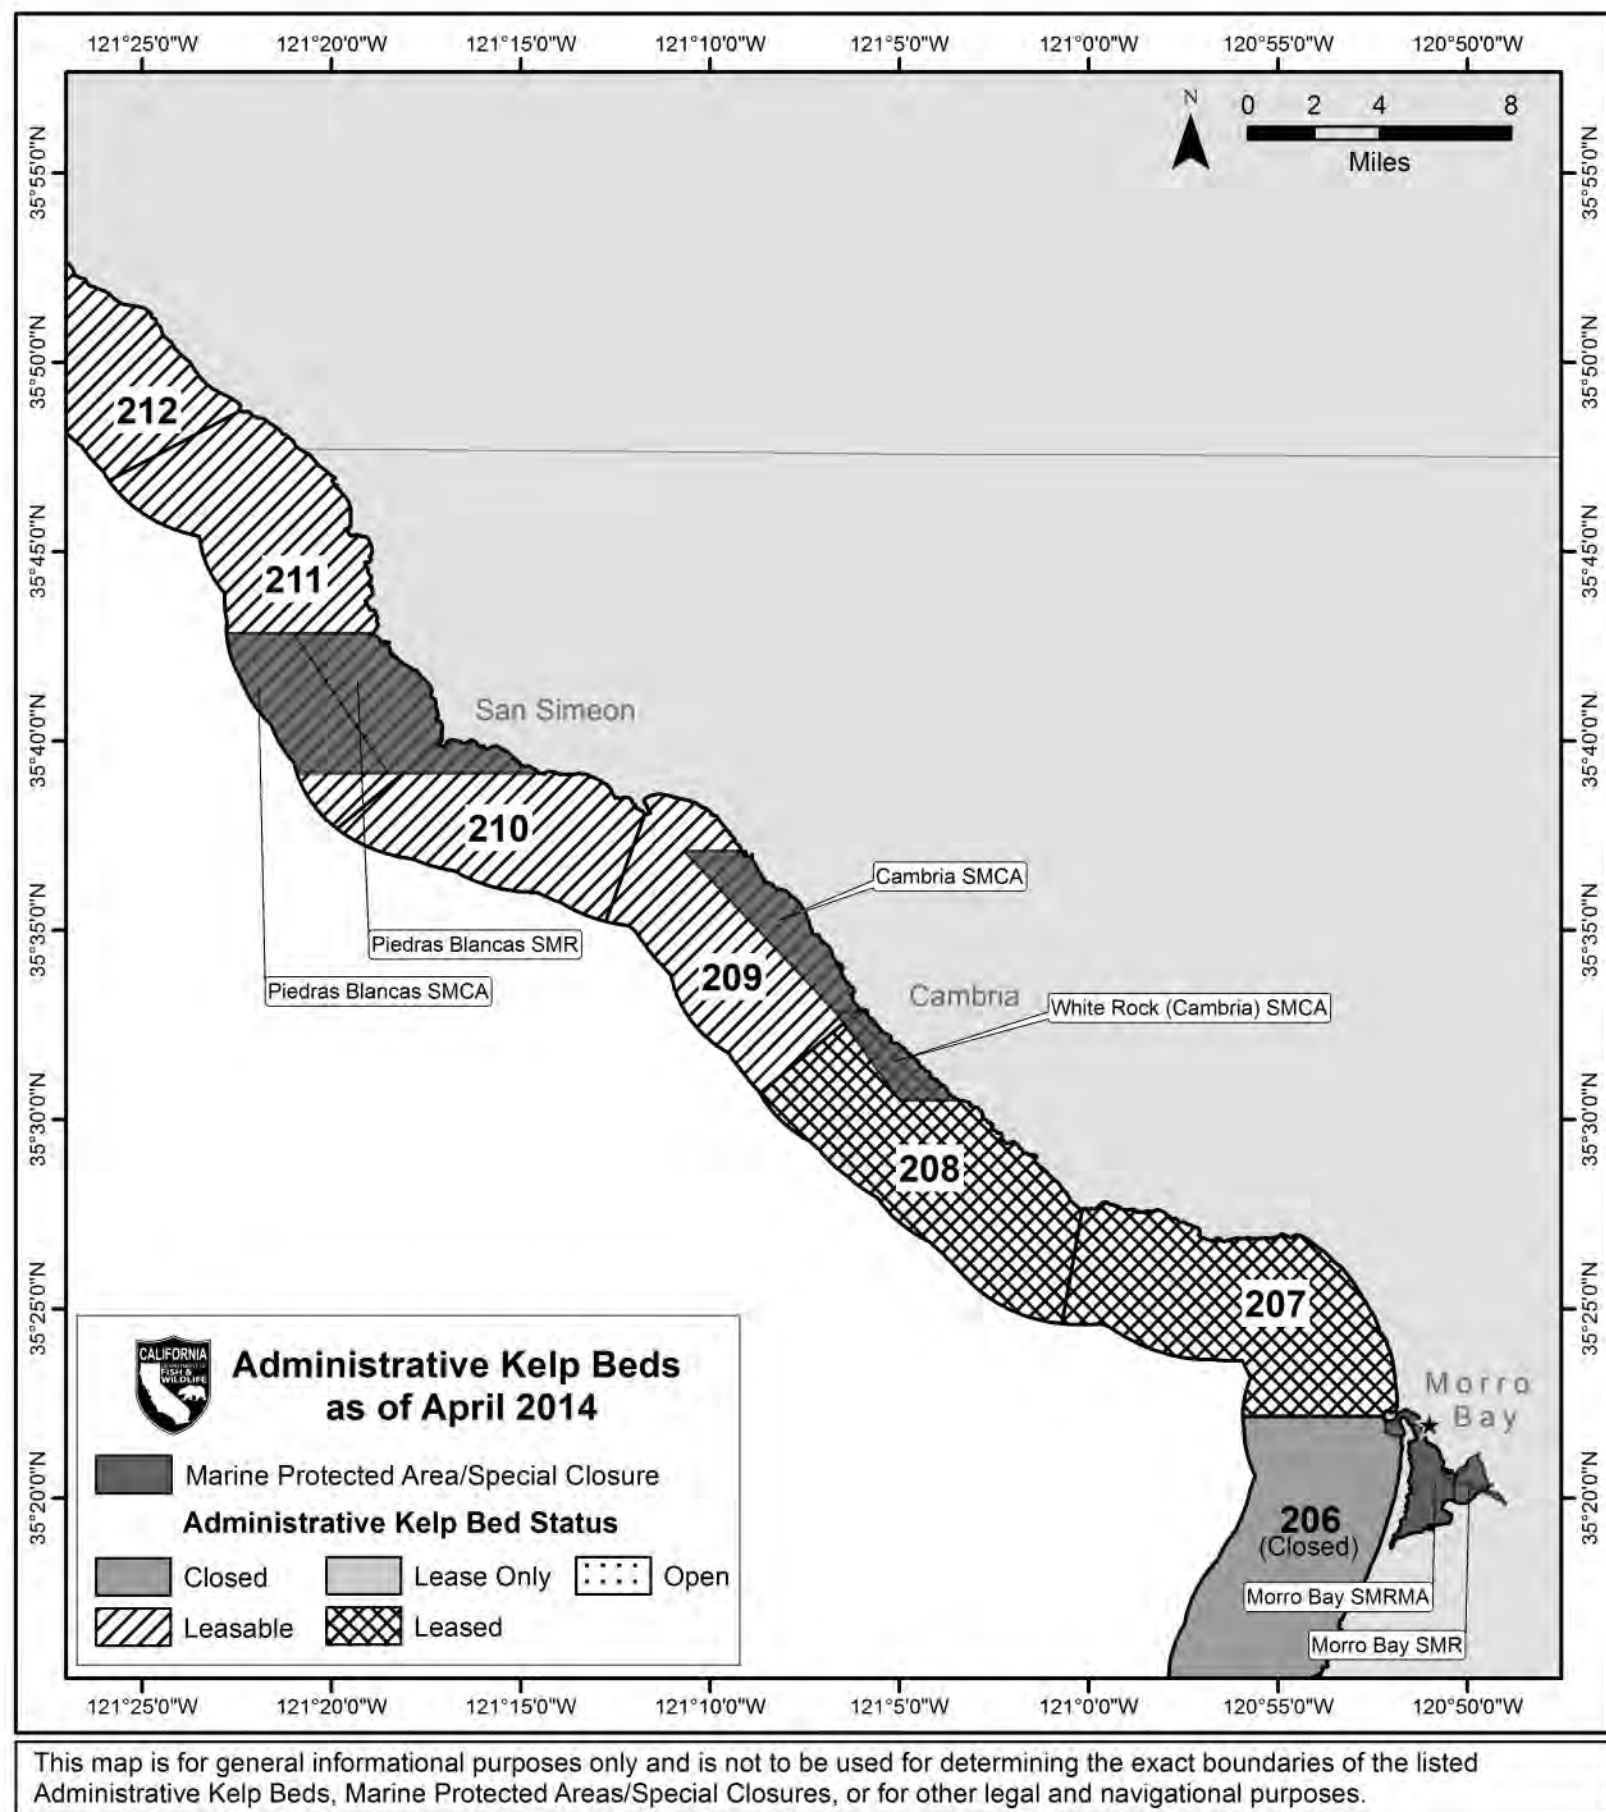 121°25'0"W 121°20'0"W 121°15'0"W 121°10'0"W 121°5'0"W 121°0'0"W 120°55'0"W 120°50'0"W
N
0 2 4 8
Miles
35°55'0"N
35°55'0"N
35°50'0"N
35°50'0"N
212
35°45'0"N
35°45'0"N
211
San Simeon
35°40'0"N
35°40'0"N
210
Cambria SMCA
35°35'0"N
35°35'0"N
Piedras Blancas SMR
209
Piedras Blancas SMCA
Cambria
White Rock (Cambria) SMCA
35°30'0"N
35°30'0"N
208
35°25'0"N
35°25'0"N
207
Morro
Bay
35°20'0"N
35°20'0"N
206
(Closed)
Morro Bay SMRMA
Morro Bay SMR
CALIFORNIA
FISH &
WILDLIFE
Administrative Kelp Beds
as of April 2014
Marine Protected Area/Special Closure
Administrative Kelp Bed Status
Closed Lease Only Open
Leasable Leased
121°25'0"W 121°20'0"W 121°15'0"W 121°10'0"W 121°5'0"W 121°0'0"W 120°55'0"W 120°50'0"W
This map is for general informational purposes only and is not to be used for determining the exact boundaries of the listed
Administrative Kelp Beds, Marine Protected Areas/Special Closures, or for other legal and navigational purposes.